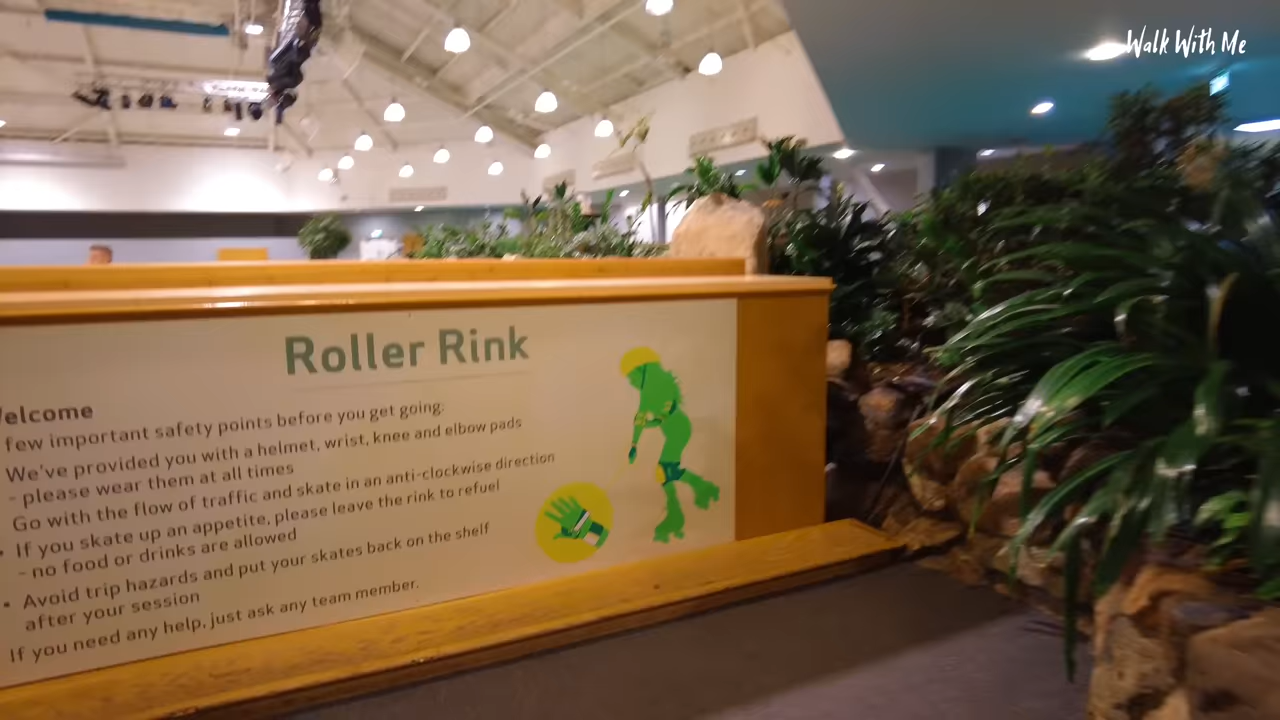 Walk With Me
Roller Rink
elcome
few important safety points before you get going:
We've provided you with a helmet, wrist, knee and elbow pads
- please wear them at all times
Go with the flow of traffic and skate in an anti-clockwise direction
• If you skate up an appetite, please leave the rink to refuel
- no food or drinks are allowed
• Avoid trip hazards and put your skates back on the shelf
after your session
If you need any help, just ask any team member.